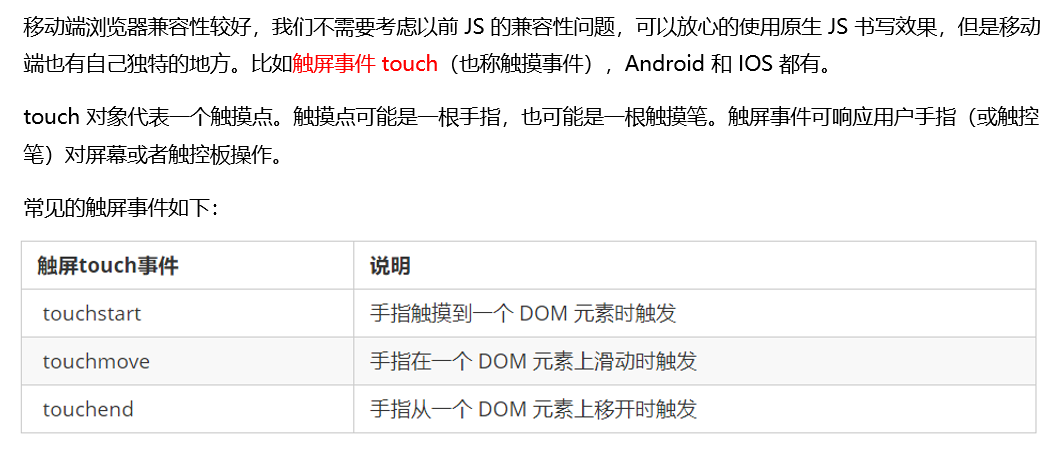 移动端浏览器兼容性较好，我们不需要考虑以前 JS 的兼容性问题，可以放心的使用原生 JS 书写效果，但是移动
端也有自己独特的地方。比如触屏事件 touch（也称触摸事件），Android 和 IOS 都有。
touch 对象代表一个触摸点。触摸点可能是一根手指，也可能是一根触摸笔。触屏事件可响应用户手指（或触控
笔）对屏幕或者触控板操作。
常见的触屏事件如下：
触屏touch事件 说明
touchstart 手指触摸到一个 DOM 元素时触发
touchmove 手指在一个 DOM 元素上滑动时触发
touchend 手指从一个 DOM 元素上移开时触发